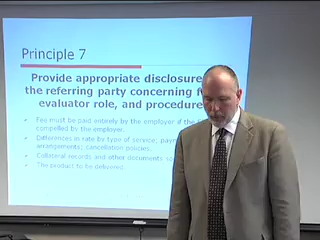 Principle 7
Provide appropriate disclosure
the referring party concerning
evaluator role, and procedure
Fee must be paid entirely by the employer if the
compelled by the employer.
Differences in rate by type of service;
arrangements; cancellation policies.
Collateral records and other documents
The product to be delivered.